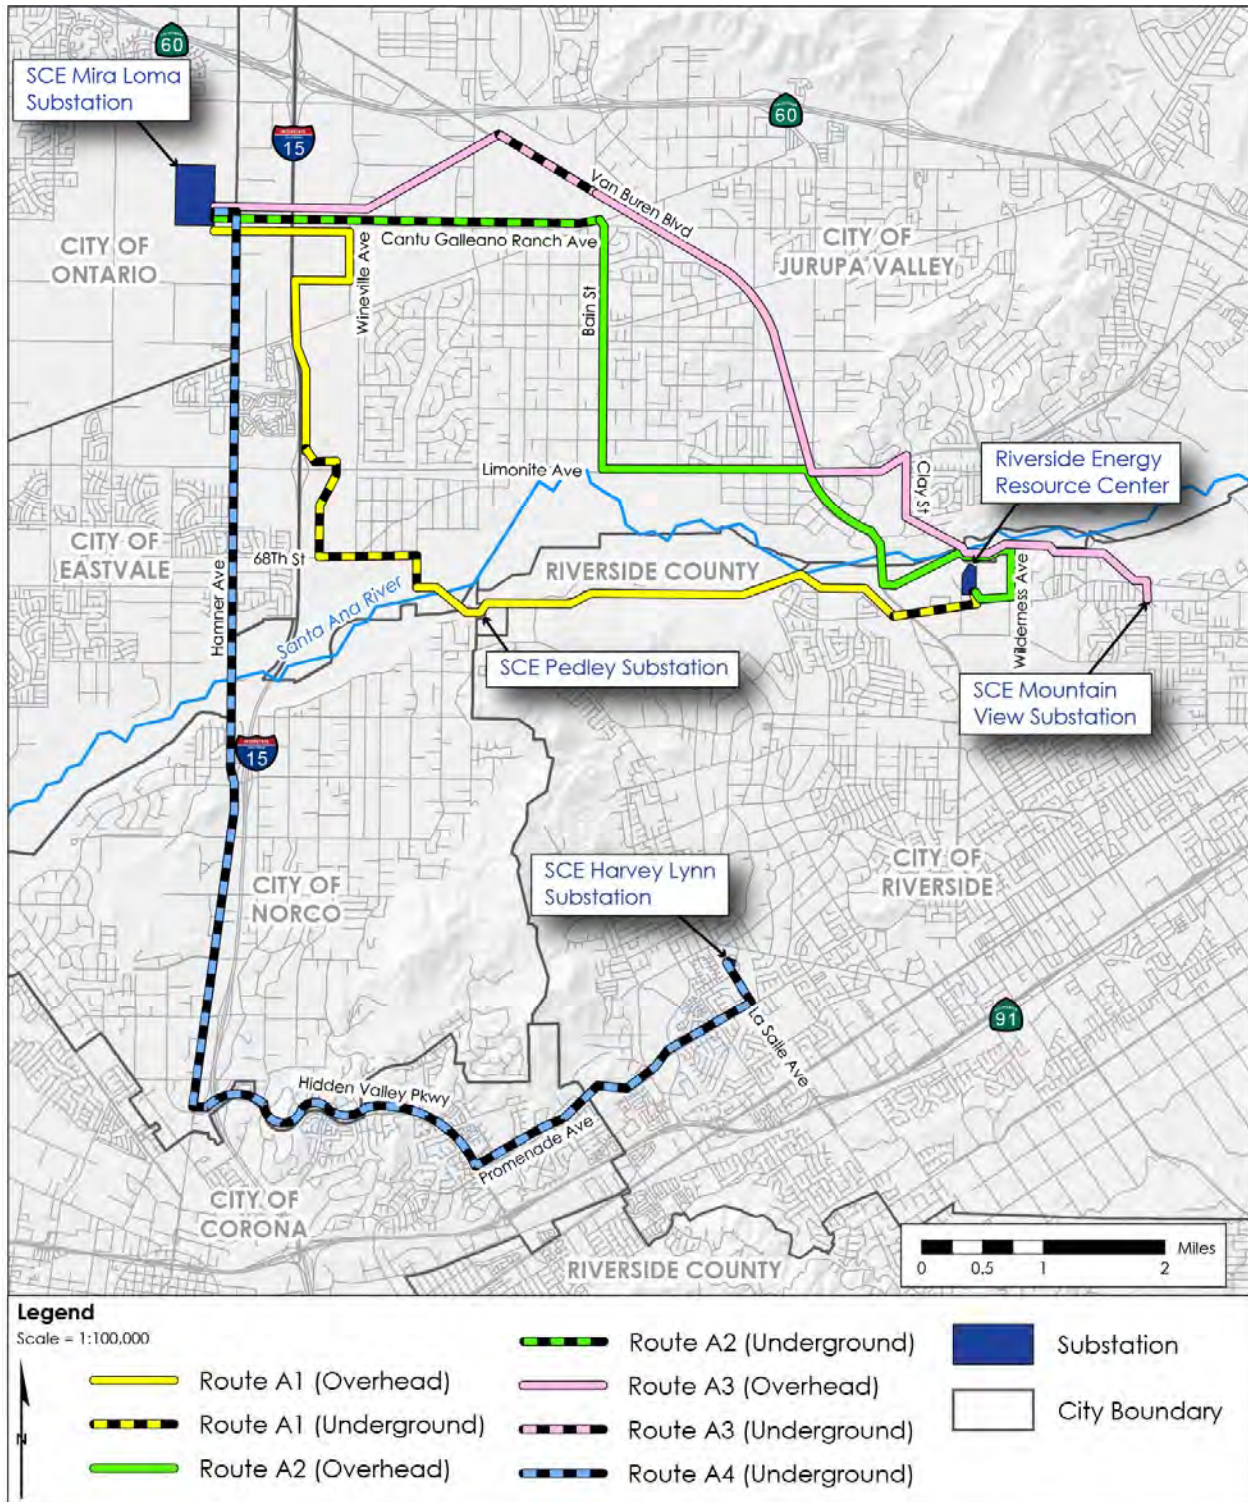 60
SCE Mira Loma
Substation
INTERSTATE
CALIFORNIA
15
60
Van Buren Blvd
CITY OF
ONTARIO
Wineville Ave
Cantu Galleano Ranch Ave
CITY OF
JURUPA VALLEY
Bain St
Limonite Ave
Clay St
Riverside Energy
Resource Center
CITY OF
EASTVALE
68Th St
RIVERSIDE COUNTY
Hamner Ave
Santa Ana River
Wilderness Ave
SCE Pedley Substation
SCE Mountain
View Substation
15
SCE Harvey Lynn
Substation
CITY OF
RIVERSIDE
CITY OF
NORCO
La Salle Ave
91
Hidden Valley Pkwy
Promenade Ave
CITY OF
CORONA
RIVERSIDE COUNTY
Miles
0 0.5 1 2
Legend
Scale = 1:100,000
N
Route A1 (Overhead)
Route A1 (Underground)
Route A2 (Overhead)
Route A2 (Underground)
Route A3 (Overhead)
Route A3 (Underground)
Route A4 (Underground)
Substation
City Boundary